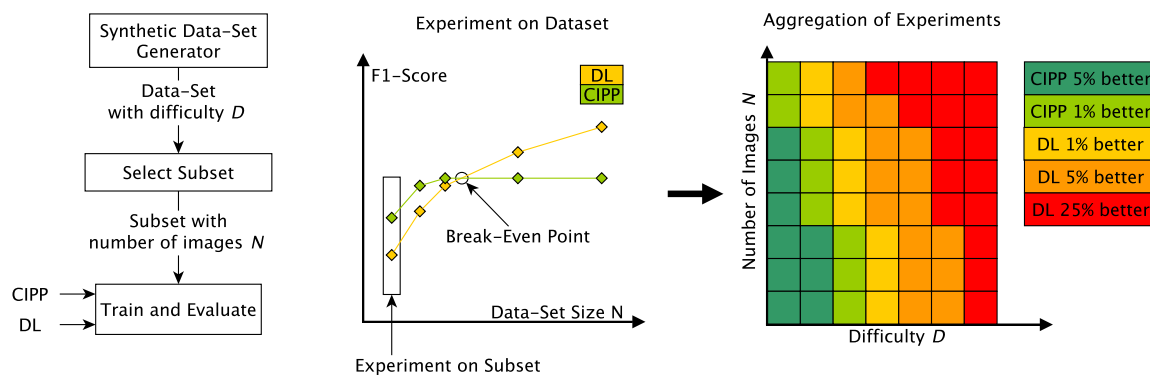 Synthetic Data-Set
Generator
Data-Set
with difficulty D
Select Subset
Subset with
number of images N
CIPP
DL
Train and Evaluate
Experiment on Dataset
F1-Score
DL
CIPP
Break-Even Point
Data-Set Size N
Experiment on Subset
Aggregation of Experiments
Number of Images N
Difficulty D
CIPP 5% better
CIPP 1% better
DL 1% better
DL 5% better
DL 25% better